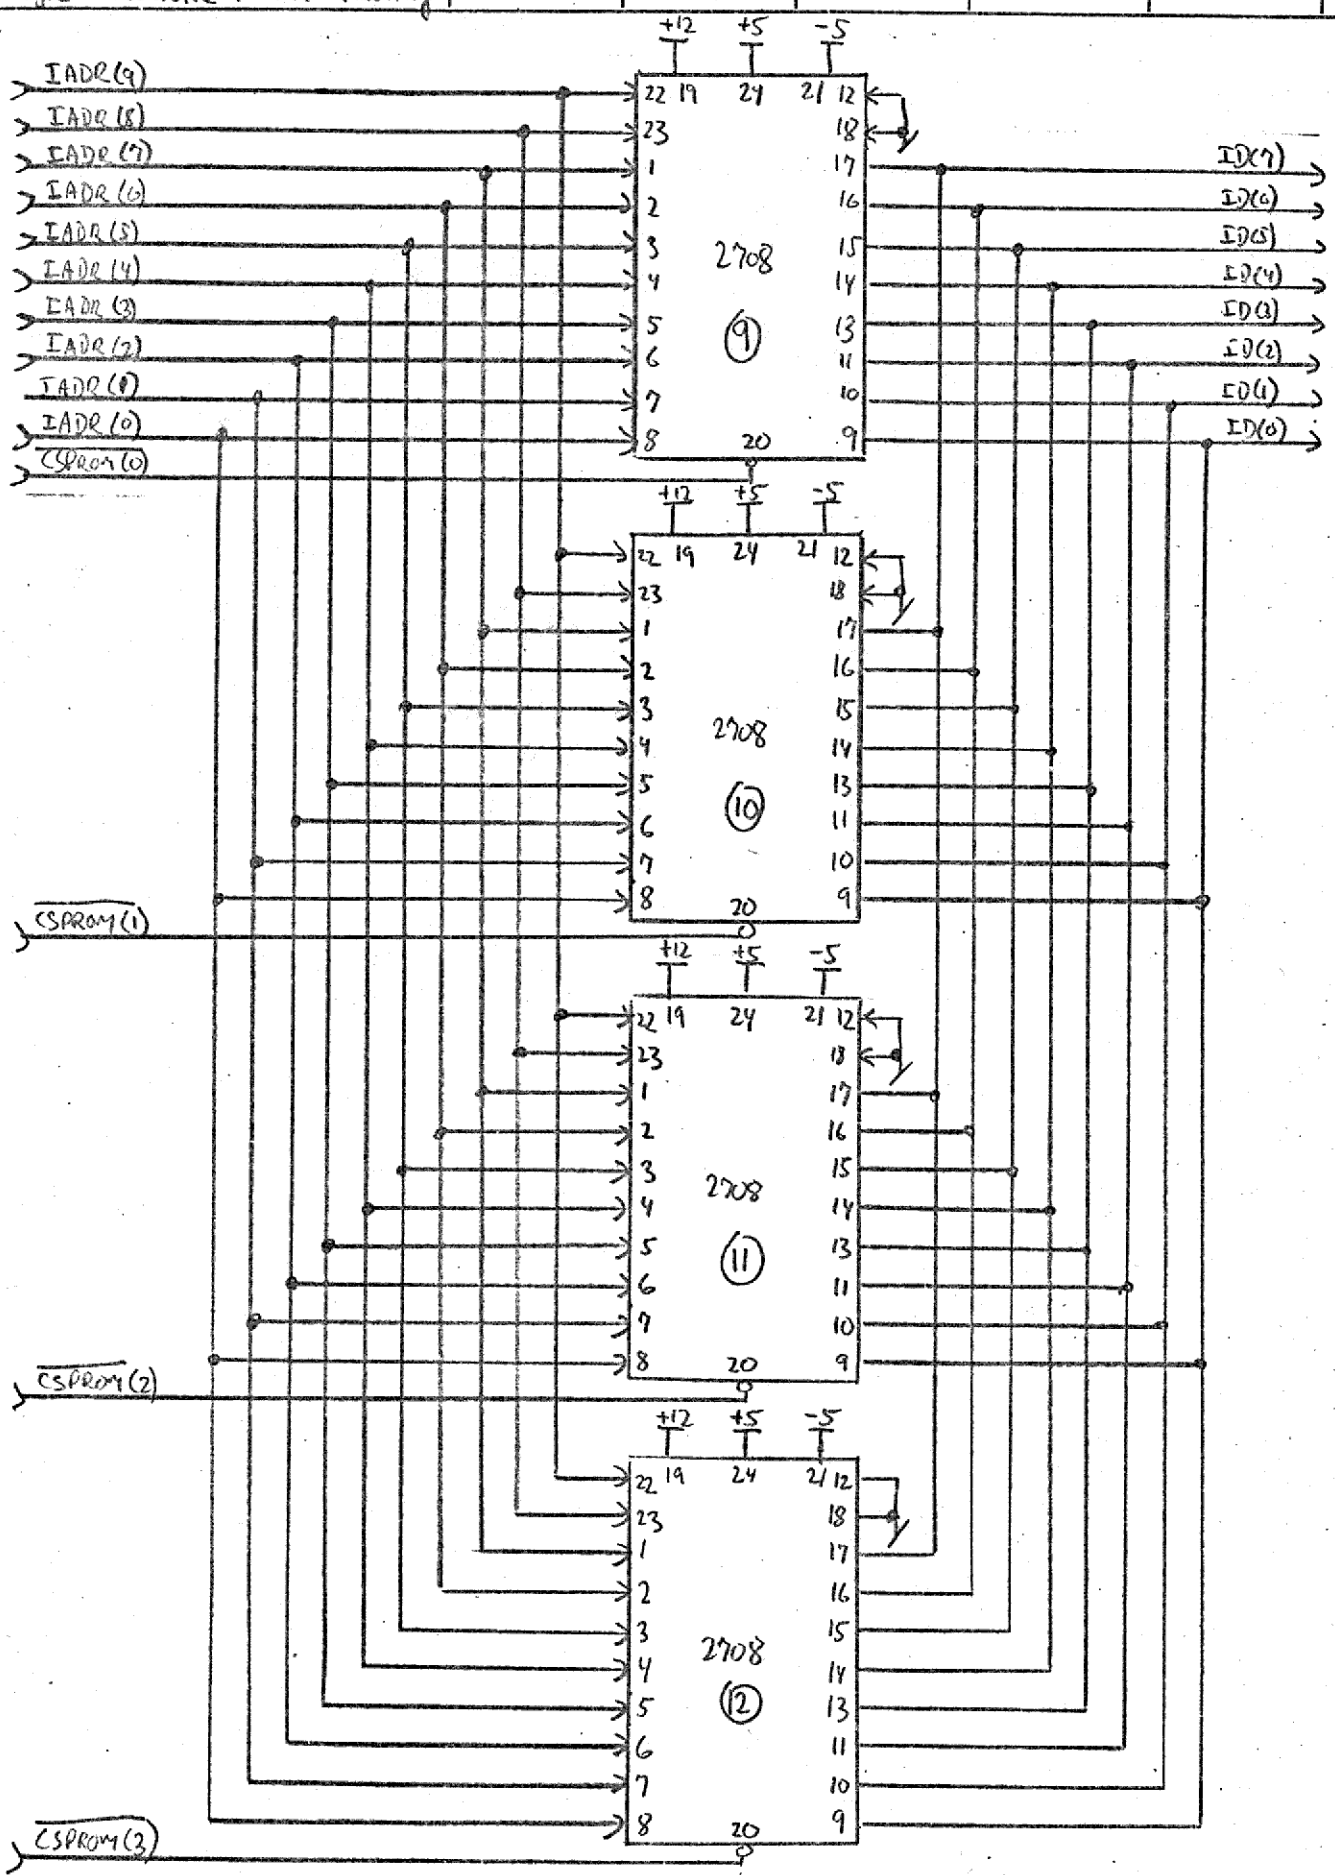 +12 +5 -5
IADR(9) 22 19 24 21 12
IADR(8) 23 18
IADR(7) 1 17 ID(7)
IADR(6) 2 16 ID(6)
IADR(5) 3 15 ID(5)
2708
IADR(4) 4 14 ID(4)
IADR(3) 5 13 ID(3)
9
IADR(2) 6 11 ID(2)
IADR(1) 7 10 ID(1)
IADR(0) 8 20 9 ID(0)
CSPROM(0)
+12 +5 -5
22 19 24 21 12
23 18
1 17
2 16
3 15
2708
4 14
5 13
10
6 11
7 10
8 20 9
CSPROM(1)
+12 +5 -5
22 19 24 21 12
23 18
1 17
2 16
3 15
2708
4 14
5 13
11
6 11
7 10
8 20 9
CSPROM(2)
+12 +5 -5
22 19 24 21 12
23 18
1 17
2 16
3 15
2708
4 14
5 13
12
6 11
7 10
8 20 9
CSPROM(3)